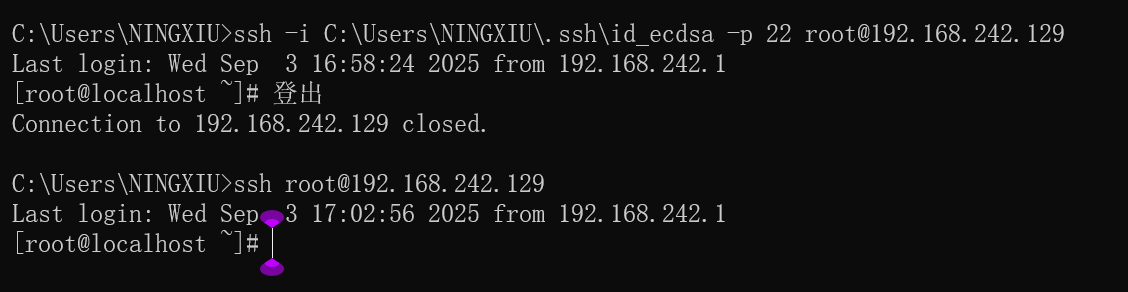 C:\Users\NINGXIU>ssh -i C:\Users\NINGXIU\.ssh\id_ecdsa -p 22 root@192.168.242.129
Last login: Wed Sep  3 16:58:24 2025 from 192.168.242.1
[root@localhost ~]# 登出
Connection to 192.168.242.129 closed.
C:\Users\NINGXIU>ssh root@192.168.242.129
Last login: Wed Sep  3 17:02:56 2025 from 192.168.242.1
[root@localhost ~]#